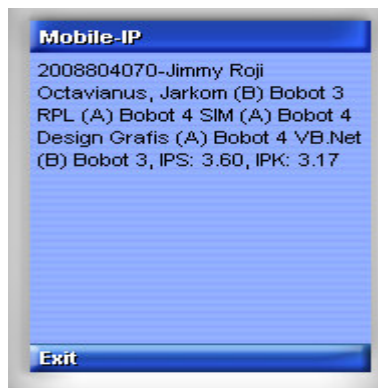 Mobile-IP
2008804070-Jimmy Roji
Octavianus, Jarkom (B) Bobot 3
RPL (A) Bobot 4 SIM (A) Bobot 4
Design Grafis (A) Bobot 4 VB.Net
(B) Bobot 3, IPS: 3.60, IPK: 3.17
Exit